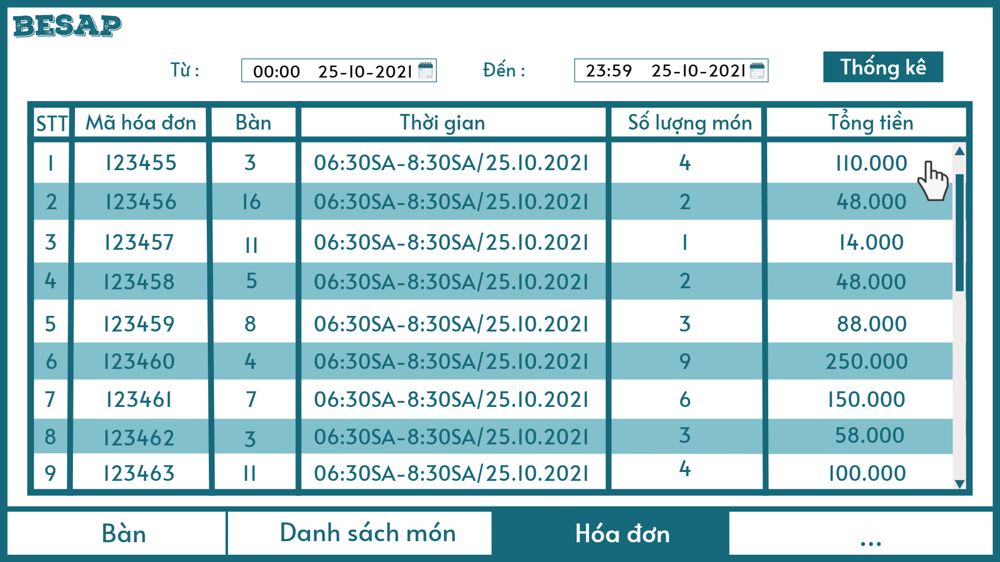 BESAP
Từ : 00:00 25-10-2021 Đến : 23:59 25-10-2021 Thống kê
STT Mã hóa đơn Bàn Thời gian Số lượng món Tổng tiền
1 123455 3 06:30SA-8:30SA/25.10.2021 4 110.000
2 123456 16 06:30SA-8:30SA/25.10.2021 2 48.000
3 123457 11 06:30SA-8:30SA/25.10.2021 1 14.000
4 123458 5 06:30SA-8:30SA/25.10.2021 2 48.000
5 123459 8 06:30SA-8:30SA/25.10.2021 3 88.000
6 123460 4 06:30SA-8:30SA/25.10.2021 9 250.000
7 123461 7 06:30SA-8:30SA/25.10.2021 6 150.000
8 123462 3 06:30SA-8:30SA/25.10.2021 3 58.000
9 123463 11 06:30SA-8:30SA/25.10.2021 4 100.000
Bàn Danh sách món Hóa đơn ...